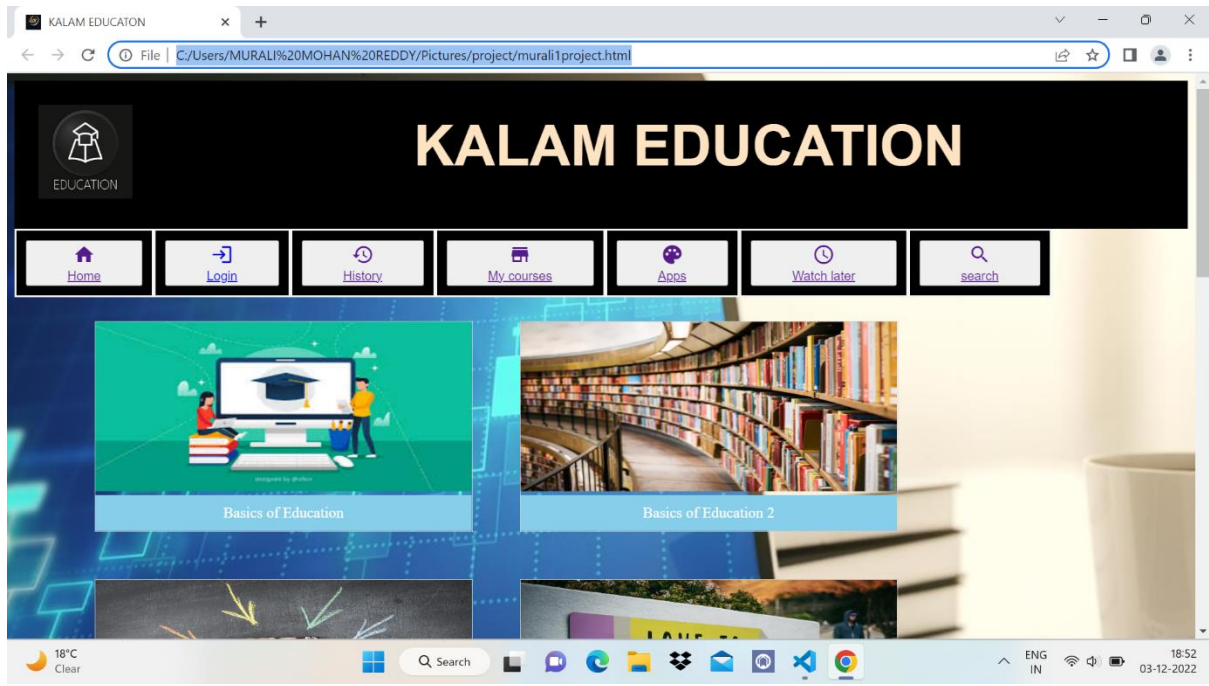 KALAM EDUCATON
File
C:/Users/MURALI%20MOHAN%20REDDY/Pictures/project/murali1project.html
EDUCATION
KALAM EDUCATION
Home
Login
History
My courses
Apps
Watch later
search
Basics of Education
Basics of Education 2
18°C
Clear
Search
ENG
IN
18:52
03-12-2022